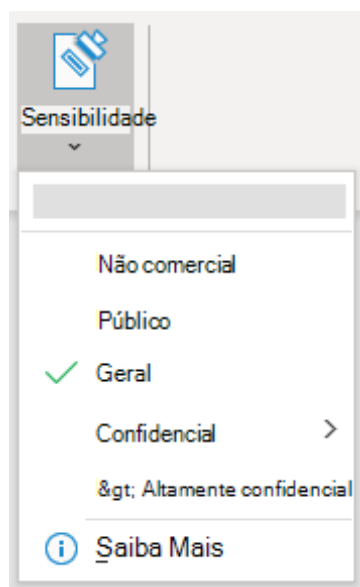 Sensibilidade
Não comercial
Público
Geral
Confidencial
&gt; Altamente confidencial
Saiba Mais